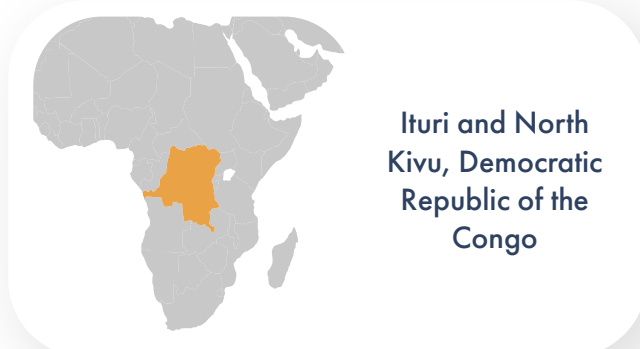 Ituri and North
Kivu, Democratic
Republic of the
Congo